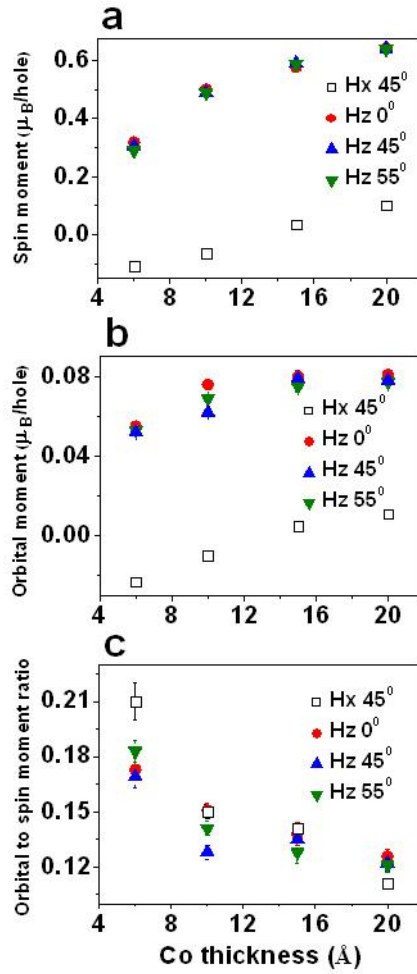 a
Spin moment (μB/hole)
0.6
0.4
0.2
0.0
Hx 45⁰
Hz 0⁰
Hz 45⁰
Hz 55⁰
4 8 12 16 20
b
Orbital moment (μB/hole)
0.08
0.04
0.00
Hx 45⁰
Hz 0⁰
Hz 45⁰
Hz 55⁰
4 8 12 16 20
c
Orbital to spin moment ratio
0.21
0.18
0.15
0.12
Hx 45⁰
Hz 0⁰
Hz 45⁰
Hz 55⁰
4 8 12 16 20
Co thickness (Å)